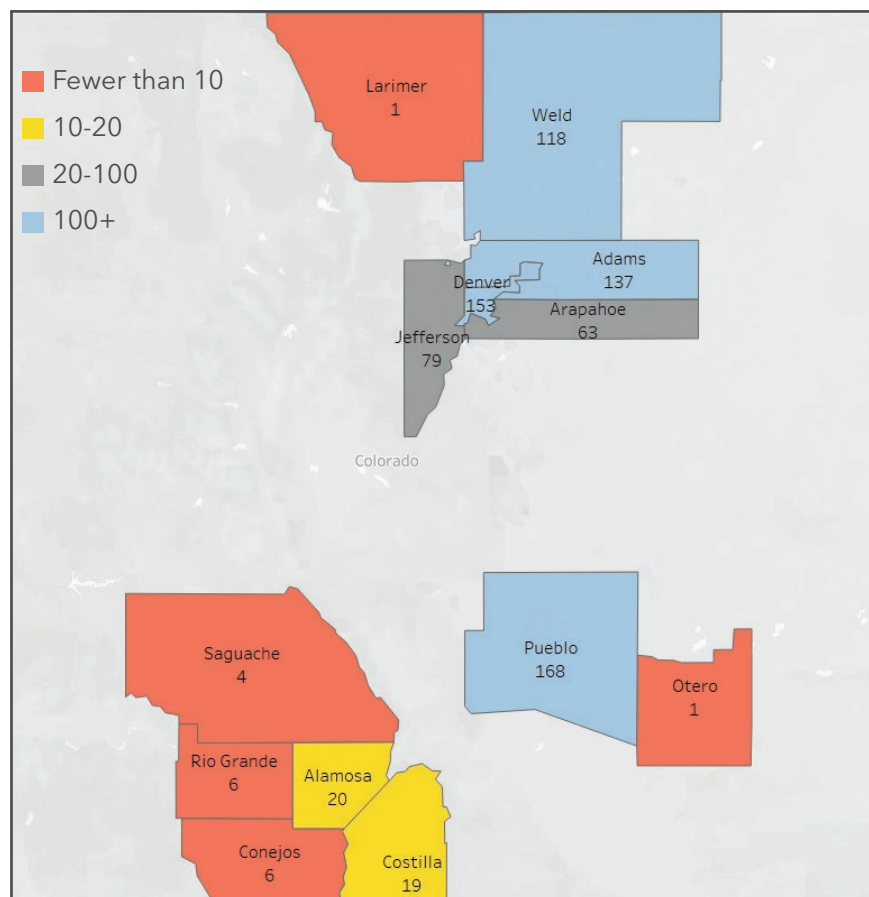 Fewer than 10
10-20
20-100
100+
Larimer
1
Weld
118
Adams
137
Denver
153
Arapahoe
63
Jefferson
79
Colorado
Saguache
4
Pueblo
168
Otero
1
Rio Grande
6
Alamosa
20
Conejos
6
Costilla
19